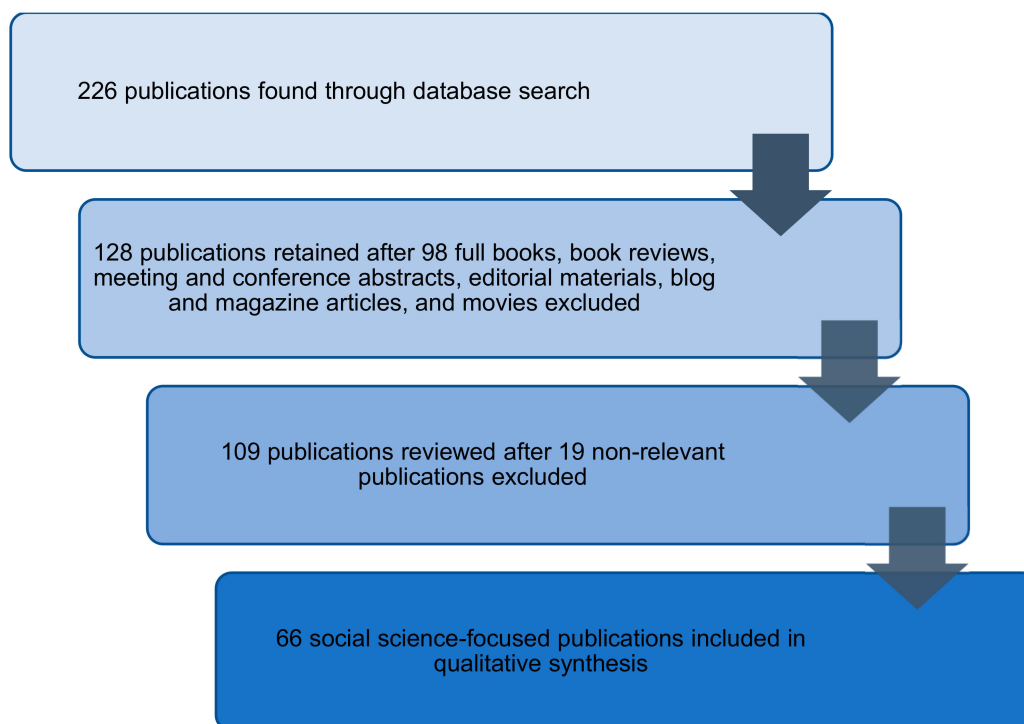 226 publications found through database search
128 publications retained after 98 full books, book reviews,
meeting and conference abstracts, editorial materials, blog
and magazine articles, and movies excluded
109 publications reviewed after 19 non-relevant
publications excluded
66 social science-focused publications included in
qualitative synthesis